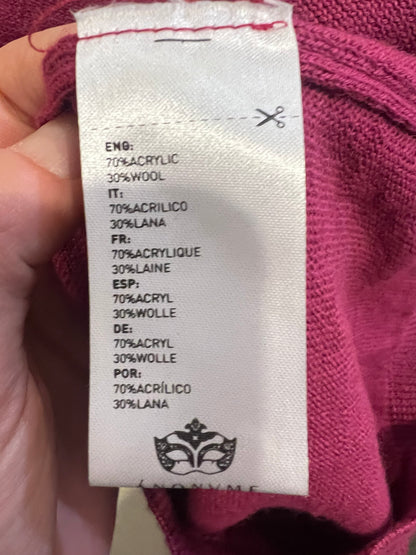 ENG:
70%ACRYLIC
30%WOOL
IT:
70%ACRILICO
30%LANA
FR:
70%ACRYLIQUE
30%LAINE
ESP:
70%ACRYL
30%WOLLE
DE:
70%ACRYL
30%WOLLE
POR:
70%ACRÍLICO
30%LANA
ÁNONYME